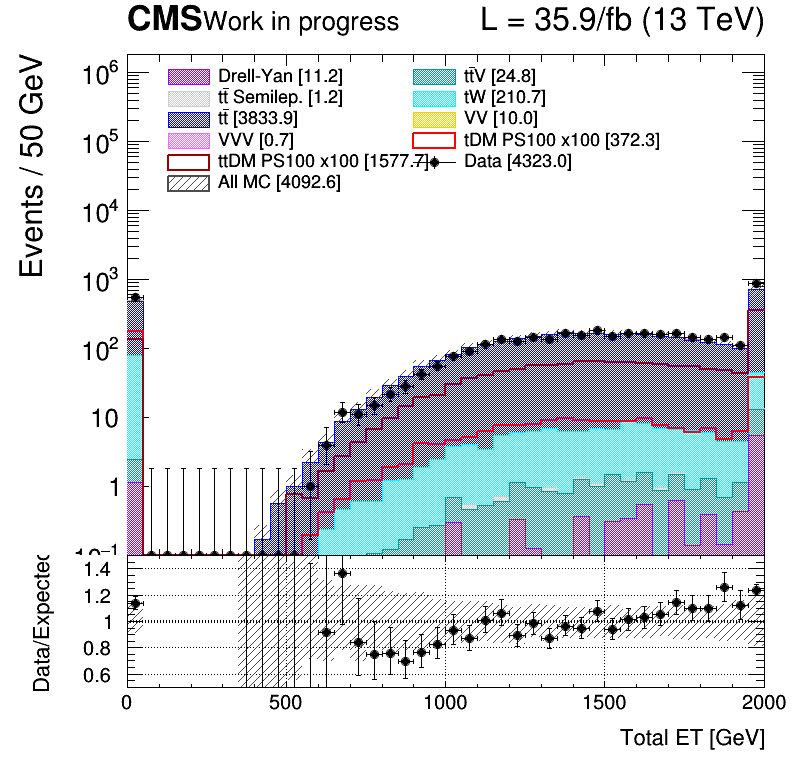 CMS Work in progress L = 35.9/fb (13 TeV)
Events / 50 GeV
10⁶
10⁵
10⁴
10³
10²
10
1
10⁻¹
Drell-Yan [11.2]
tt̄V [24.8]
tt̄ Semilep. [1.2]
tW [210.7]
tt̄ [3833.9]
VV [10.0]
VVV [0.7]
tDM PS100 x100 [372.3]
ttDM PS100 x100 [1577.7]
Data [4323.0]
All MC [4092.6]
Data/Expected
1.4
1.2
1
0.8
0.6
0 500 1000 1500 2000
Total ET [GeV]